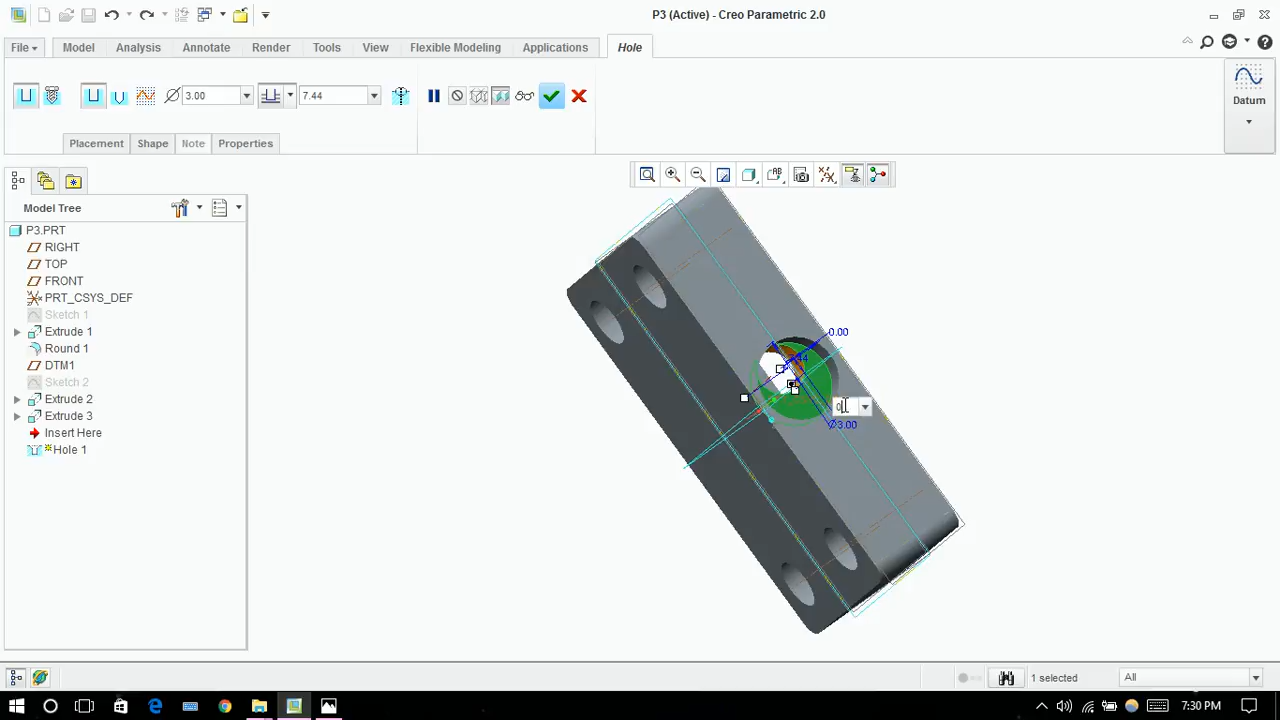 P3 (Active) - Creo Parametric 2.0
File Model Analysis Annotate Render Tools View Flexible Modeling Applications Hole
3.00 7.44
Datum
Placement Shape Note Properties
Model Tree
P3.PRT
RIGHT
TOP
FRONT
PRT_CSYS_DEF
Sketch 1
Extrude 1
Round 1
DTM1
Sketch 2
Extrude 2
Extrude 3
Insert Here
Hole 1
0.00
44
0
Ø3.00
1 selected
All
7:30 PM